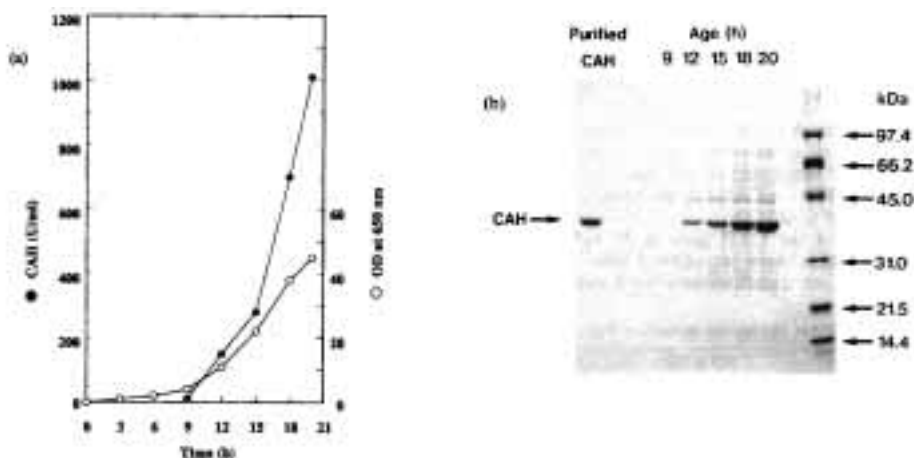 (a)
1200
1000
800
600
400
200
0
CAH (U/ml)
60
40
20
0
OD at 650 nm
0 3 6 9 12 15 18 21
Time (h)
(b)
Purified
CAH
Age (h)
9 12 15 18 20
kDa
97.4
66.2
45.0
CAH
31.0
21.5
14.4